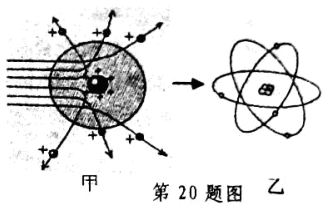 + + +
+ + +
甲
第20题图 乙